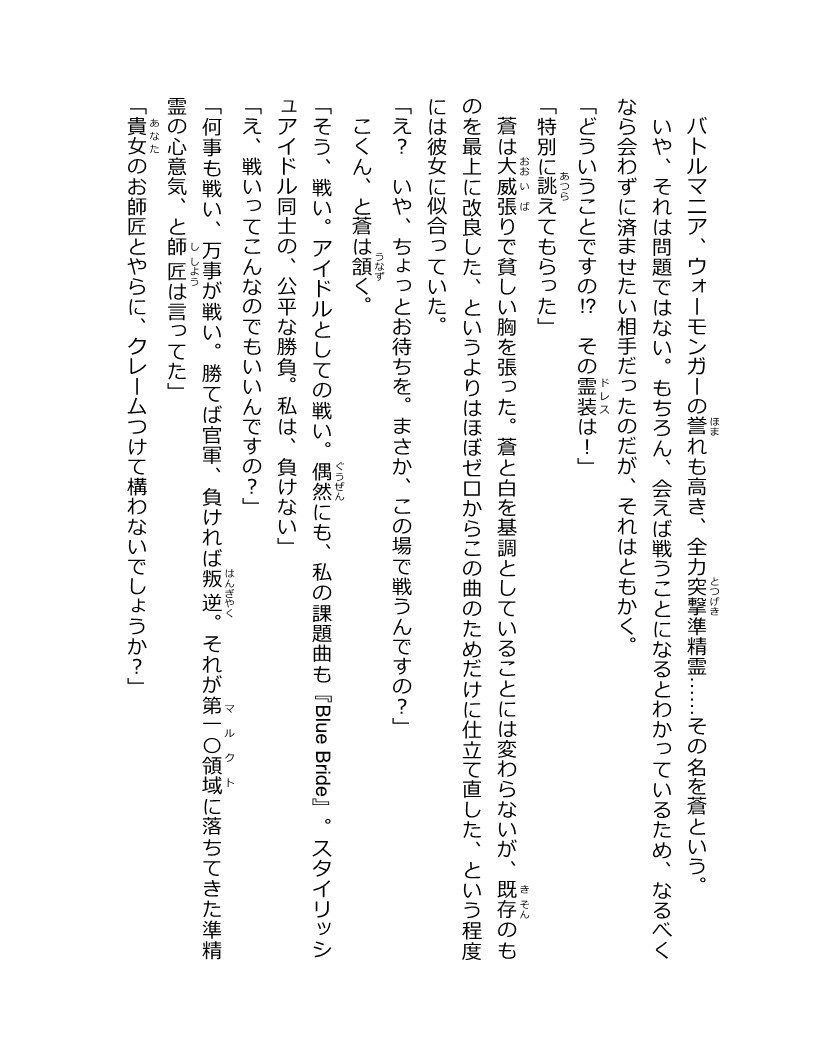 バトルマニア、ウォーモンガーの誉れも高き、全力突撃準精霊……その名を蒼という。
いや、それは問題ではない。もちろん、会えば戦うことになるとわかっているため、なるべく
なら会わずに済ませたい相手だったのだが、それはともかく。
「どういうことですの!?　その霊装は！」
「特別に誂えてもらった」
蒼は大威張りで貧しい胸を張った。蒼と白を基調としていることには変わらないが、既存のも
のを最上に改良した、というよりはほぼゼロからこの曲のためだけに仕立て直した、という程度
には彼女に似合っていた。
「え？　いや、ちょっとお待ちを。まさか、この場で戦うんですの？」
こくん、と蒼は頷く。
「そう、戦い。アイドルとしての戦い。偶然にも、私の課題曲も『Blue Bride』。スタイリッシ
ュアイドル同士の、公平な勝負。私は、負けない」
「え、戦いってこんなのでもいいんですの？」
「何事も戦い、万事が戦い。勝てば官軍、負ければ叛逆。それが第一〇領域に落ちてきた準精
霊の心意気、と師匠は言ってた」
「貴女のお師匠とやらに、クレームつけて構わないでしょうか？」